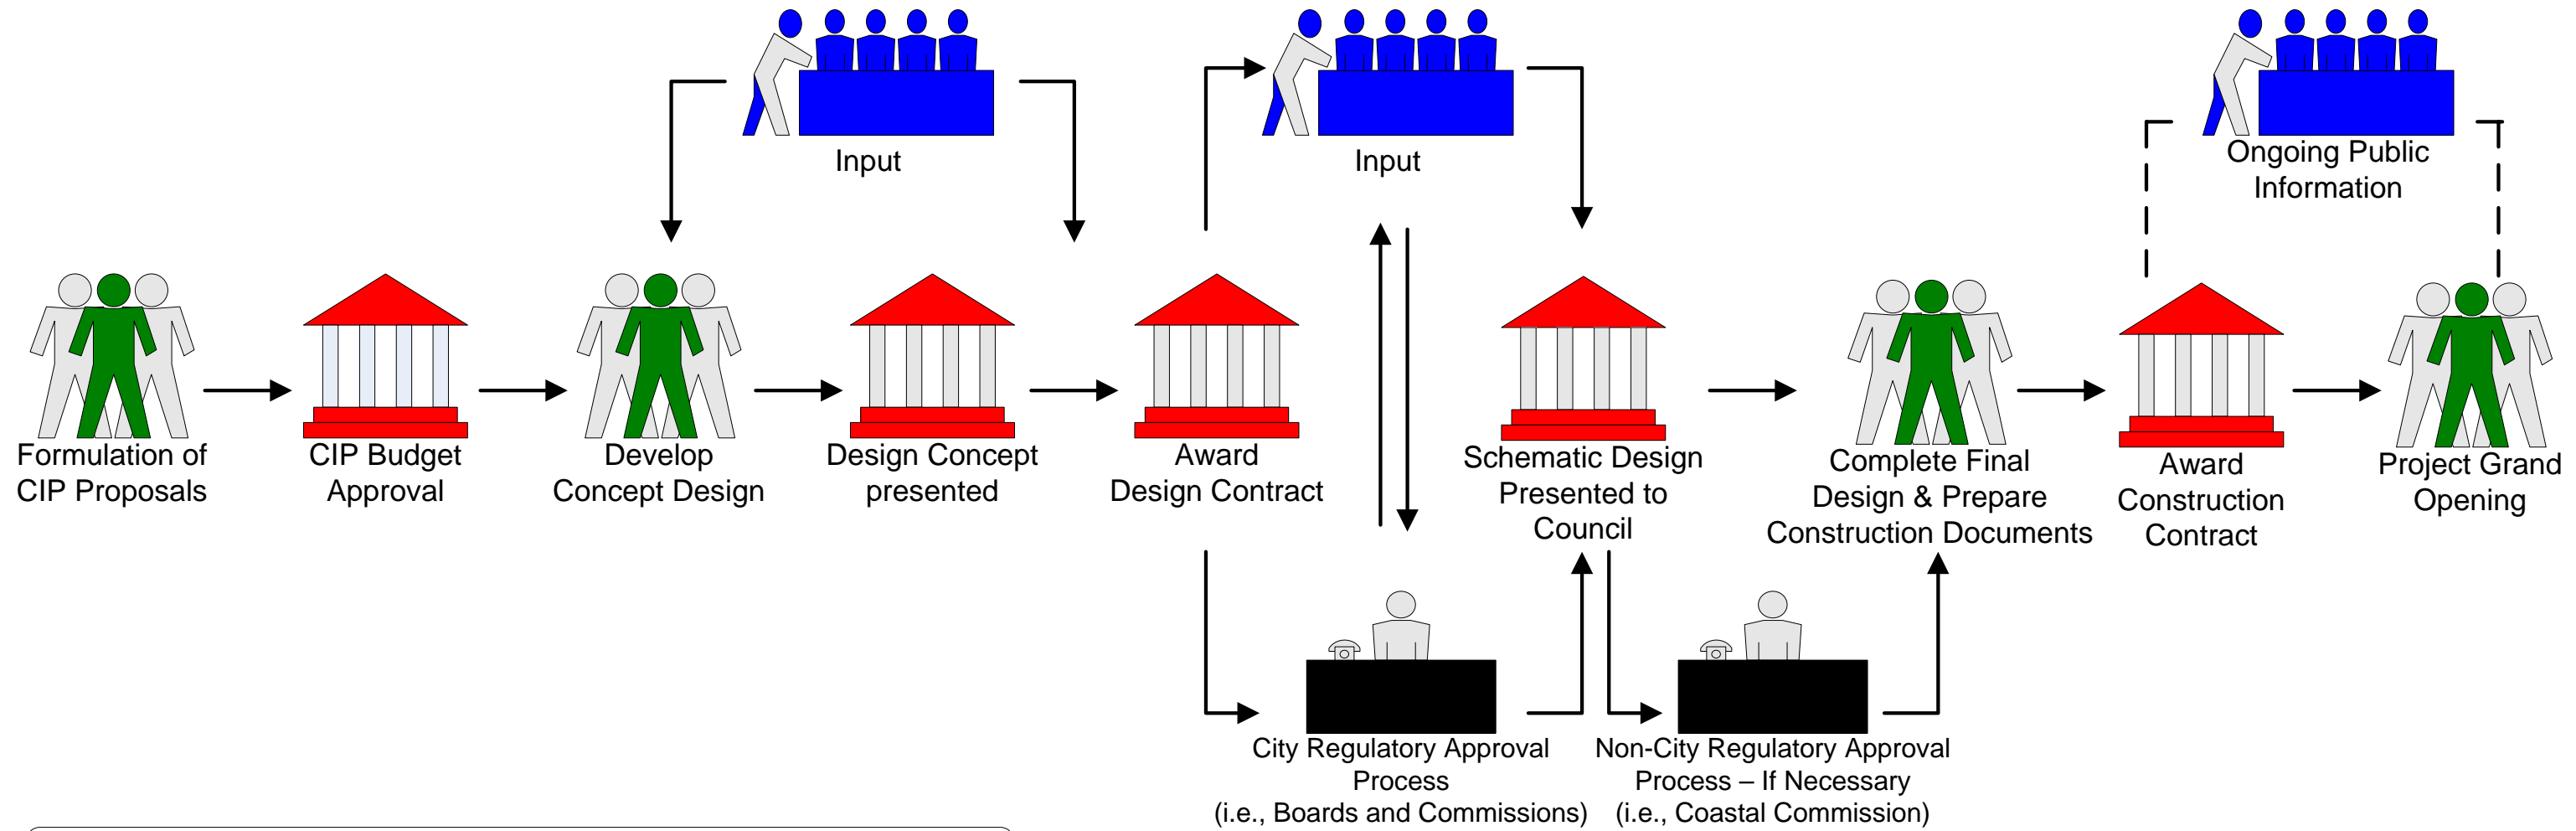 Input
Input
Ongoing Public
Information
Formulation of
CIP Proposals
CIP Budget
Approval
Develop
Concept Design
Design Concept
presented
Award
Design Contract
Schematic Design
Presented to
Council
Complete Final
Design & Prepare
Construction Documents
Award
Construction
Contract
Project Grand
Opening
City Regulatory Approval
Process
(i.e., Boards and Commissions)
Non-City Regulatory Approval
Process – If Necessary
(i.e., Coastal Commission)